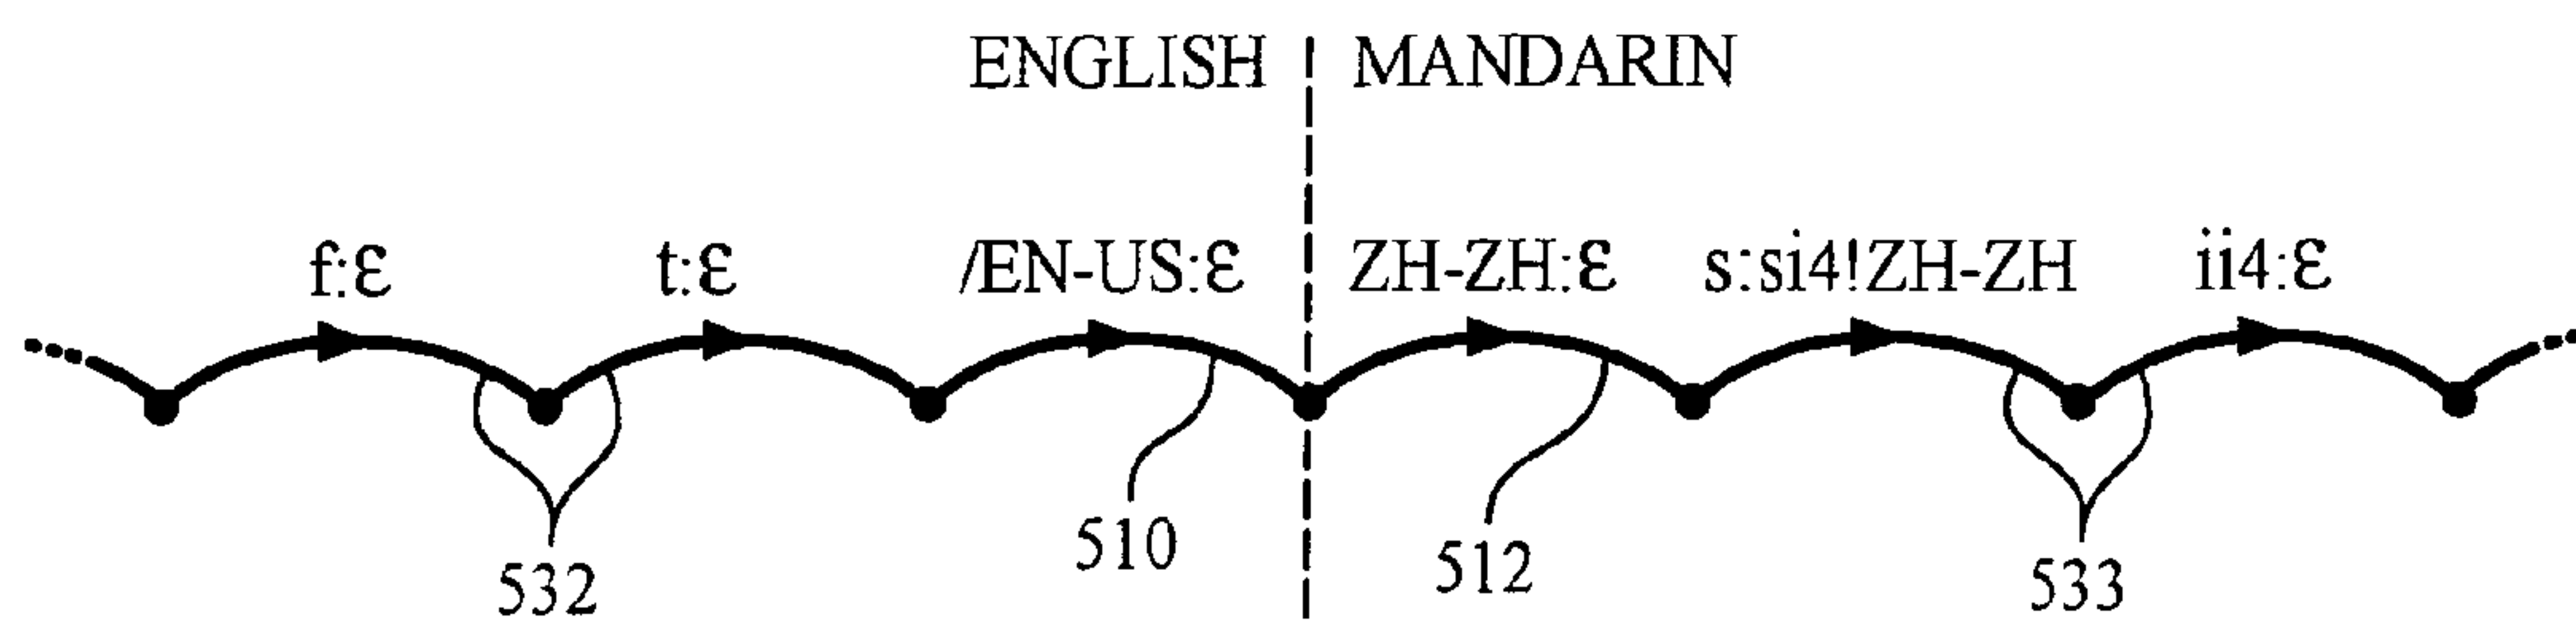 ENGLISH MANDARIN
f:ε t:ε /EN-US:ε ZH-ZH:ε s:si4!ZH-ZH ii4:ε
532 510 512 533